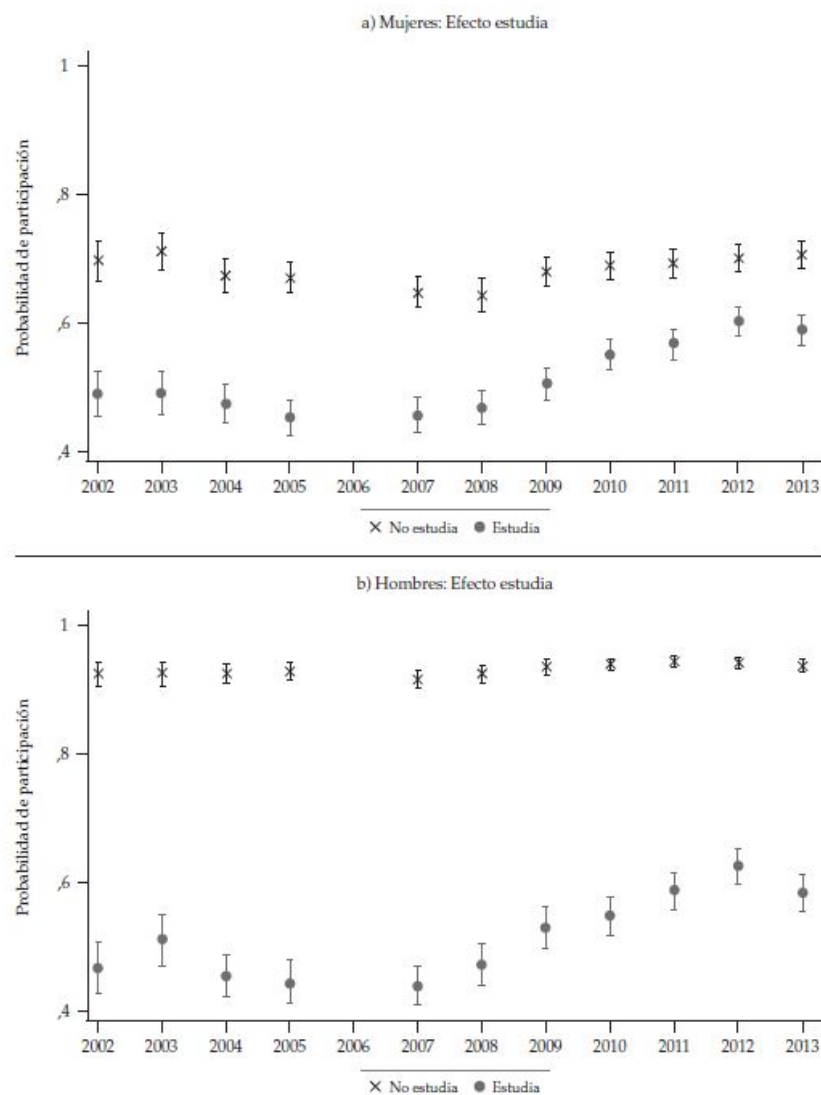 a) Mujeres: Efecto estudia
Probabilidad de participación
1
,8
,6
,4
2002 2003 2004 2005 2006 2007 2008 2009 2010 2011 2012 2013
× No estudia ● Estudia
b) Hombres: Efecto estudia
Probabilidad de participación
1
,8
,6
,4
2002 2003 2004 2005 2006 2007 2008 2009 2010 2011 2012 2013
× No estudia ● Estudia